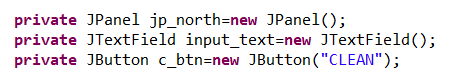 private JPanel jp_north=new JPanel();
private JTextField input_text=new JTextField();
private JButton c_btn=new JButton("CLEAN");